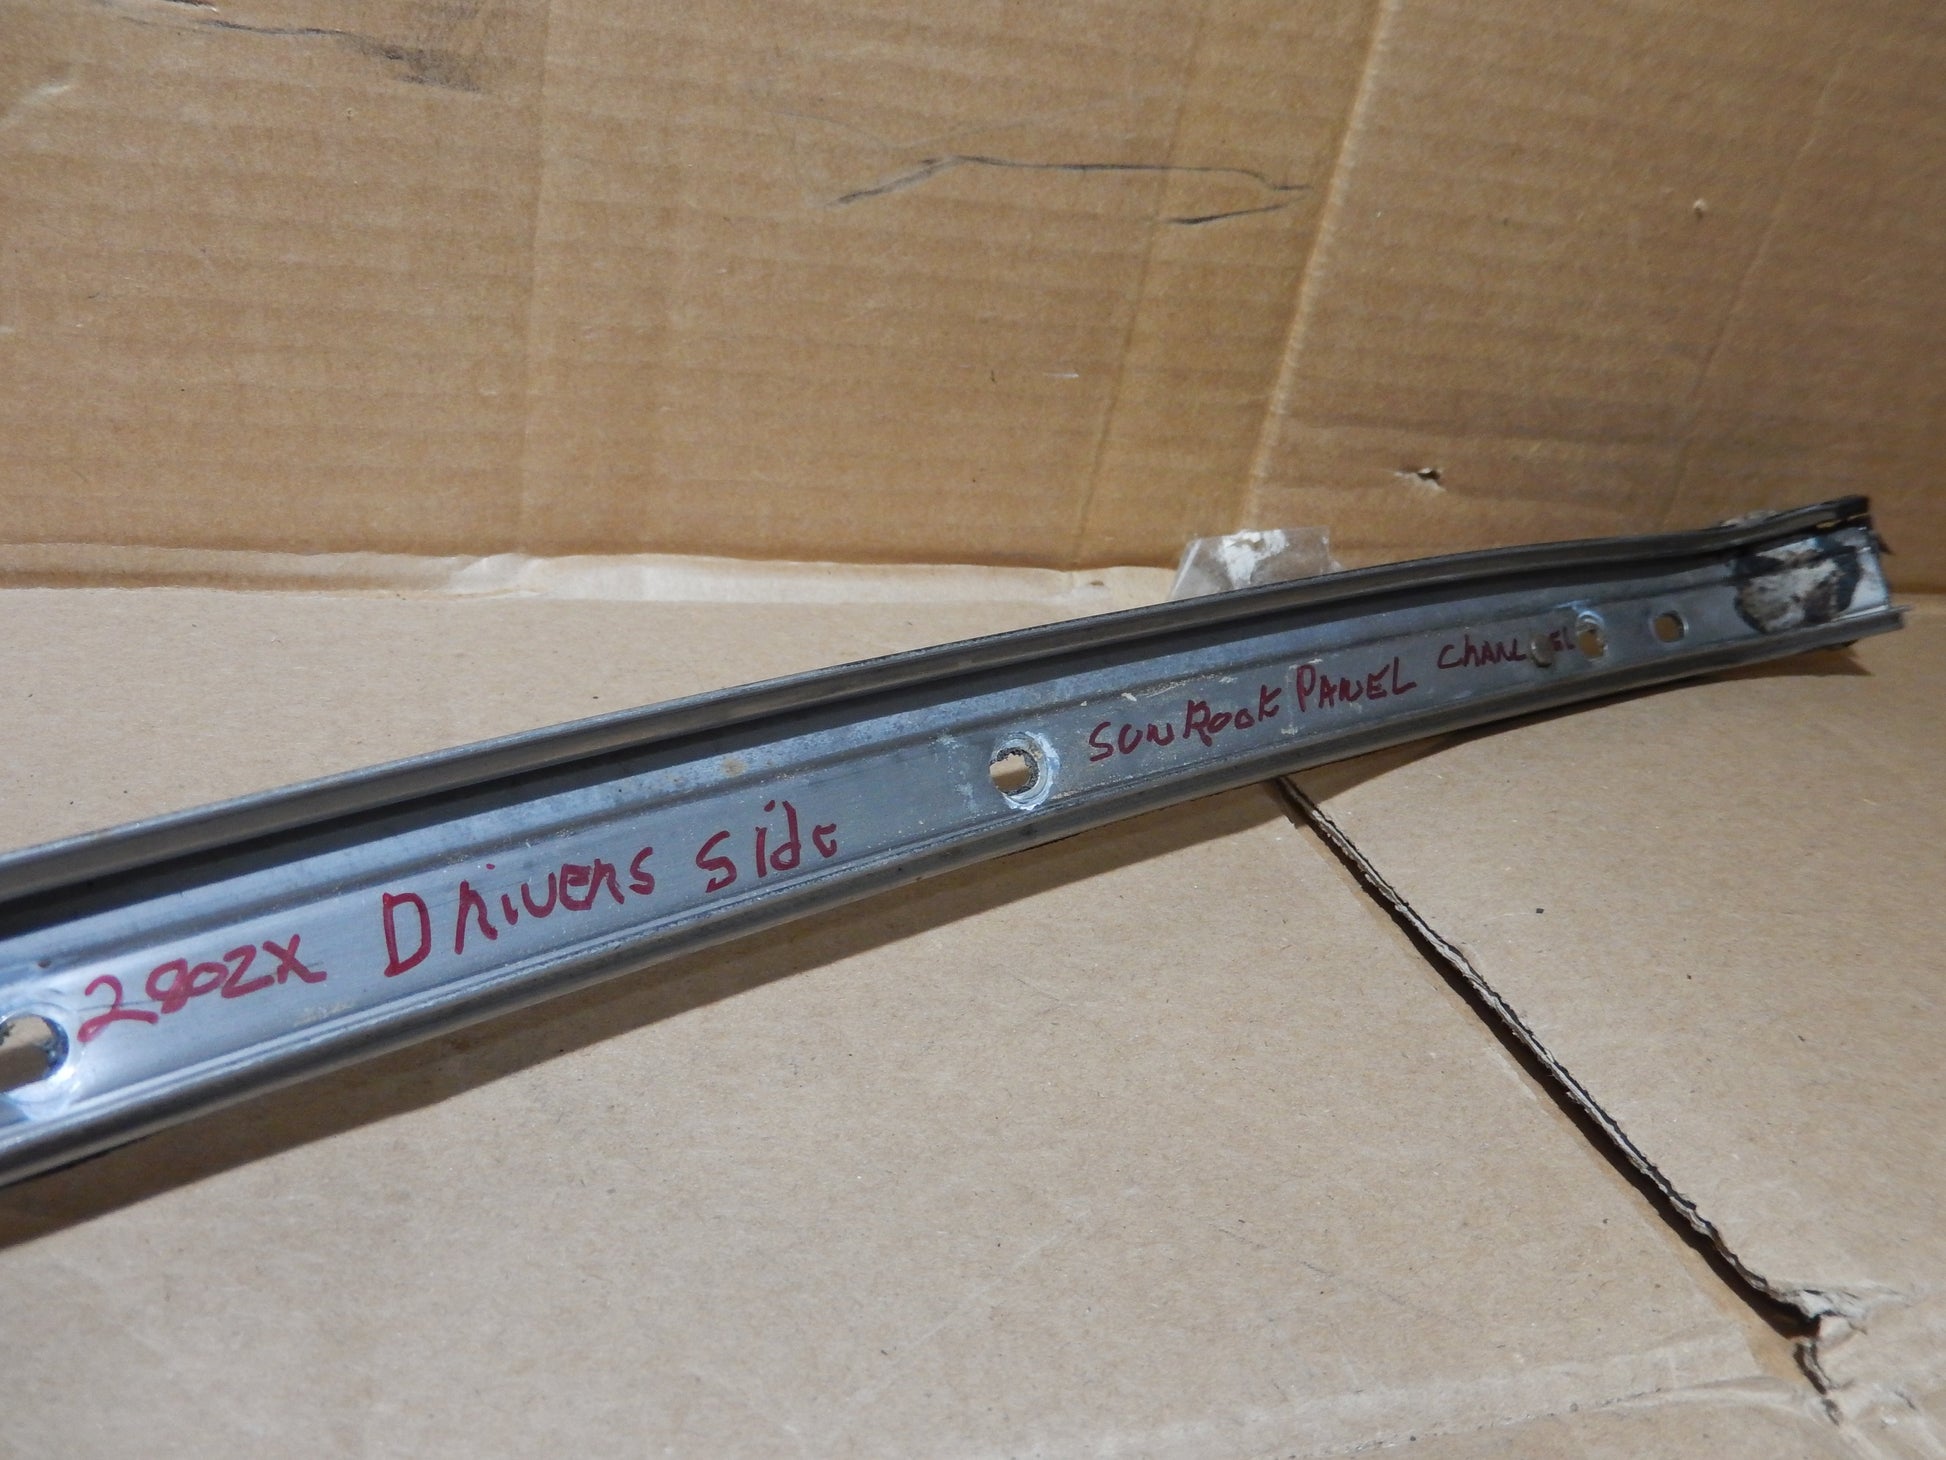 280ZX DRivers Side SUNROOF PANEL ChANNEL